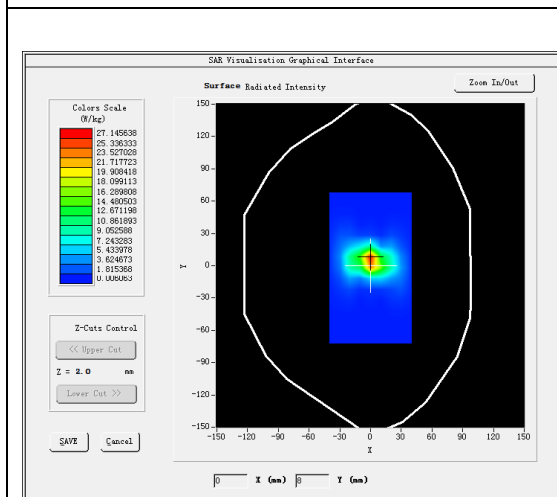 SAR Visualisation Graphical Interface
Surface Radiated Intensity
Zoom In/Out
Colors Scale
(W/kg)
27.145638
25.336333
23.527028
21.717723
19.908418
18.099113
16.289808
14.480503
12.671198
10.861893
9.052588
7.243283
5.433978
3.624673
1.815368
0.006063
Z-Cuts Control
<< Upper Cut
Z = 2.0 mm
Lower Cut >>
SAVE Cancel
150
120
90
60
30
0
-30
-60
-90
-120
-150
Y
-150 -120 -90 -60 -30 0 30 60 90 120 150
X
0 X (mm) 8 Y (mm)